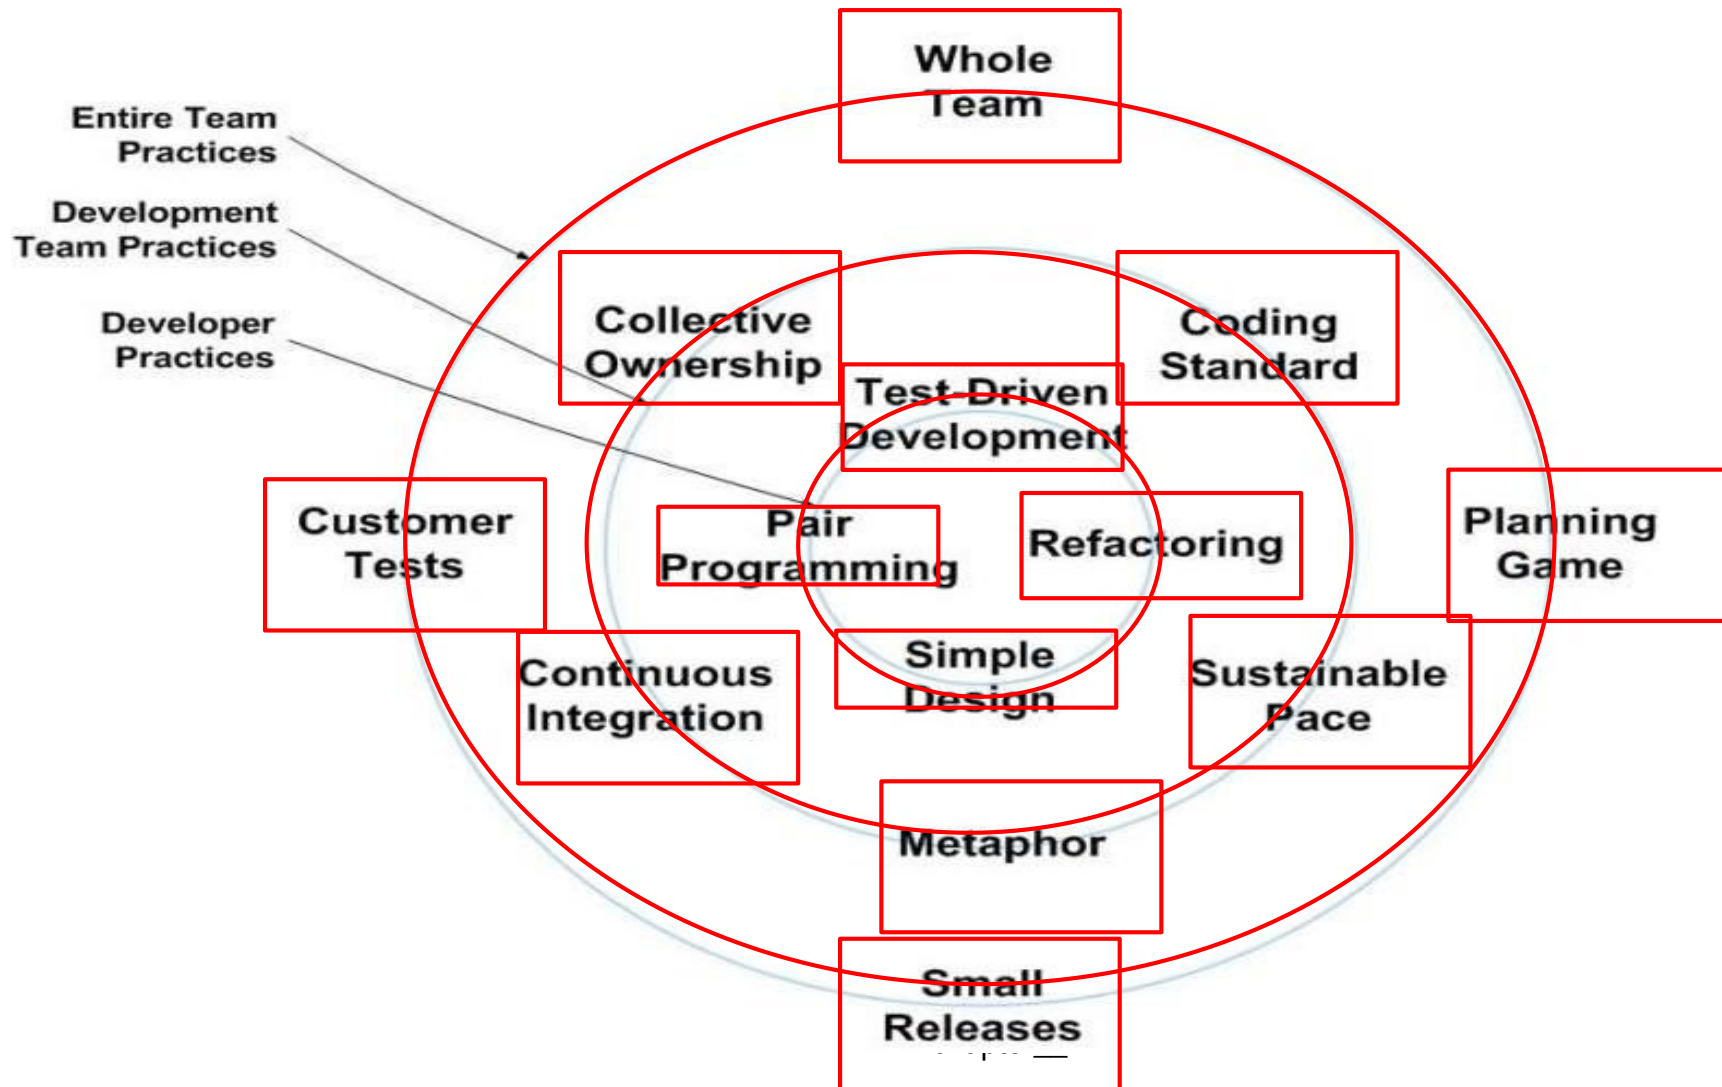 Whole
Team
Entire Team
Practices
Development
Team Practices
Developer
Practices
Collective
Ownership
Coding
Standard
Test-Driven
Development
Customer
Tests
Pair
Programming
Refactoring
Planning
Game
Continuous
Integration
Simple
Design
Sustainable
Pace
Metaphor
Small
Releases